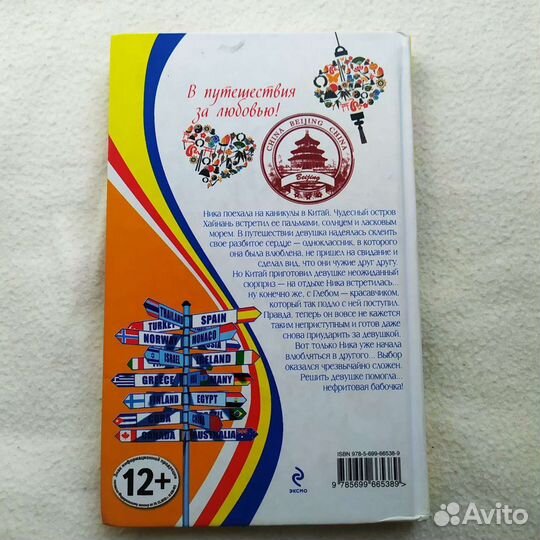 В путешествия
за любовью!
CHINA BEIJING CHINA
Beijing
Ника поехала на каникулы в Китай. Чудесный остров
Хайнань встретил ее пальмами, солнцем и ласковым
морем. В путешествии девушка надеялась склеить
свое разбитое сердце – одноклассник, в которого
она была влюблена, не пришел на свидание и
сделал вид, что они чужие друг другу.
Но Китай приготовил девушке неожиданный
сюрприз – на отдыхе Ника встретилась...
ну конечно же, с Глебом – красавчиком,
который так подло с ней поступил.
Правда, теперь он вовсе не кажется
таким неприступным и готов даже
снова приударить за девушкой.
Вот только Ника уже начала
влюбляться в другого... Выбор
оказался чрезвычайно сложен.
Решить девушке помогла...
нефритовая бабочка!
THAILAND
SPAIN
TURKEY
NORWAY
MONACO
ISRAEL
IRELAND
GREECE
FINLAND
EGYPT
CUBA
CANADA
AUSTRALIA
12+
ЭКСМО
ISBN 978-5-699-66538-9
9785699665389>
Avito